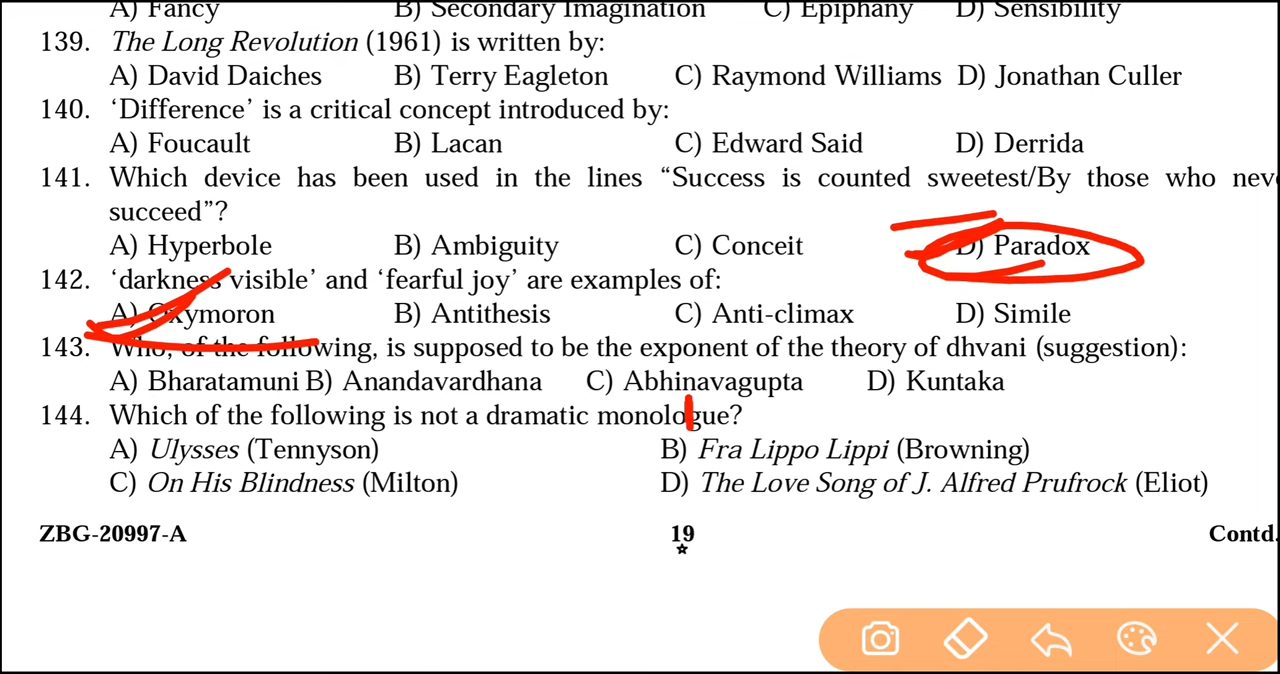 A) Fancy B) Secondary Imagination C) Epiphany D) Sensibility
139. The Long Revolution (1961) is written by:
A) David Daiches B) Terry Eagleton C) Raymond Williams D) Jonathan Culler
140. ‘Difference’ is a critical concept introduced by:
A) Foucault B) Lacan C) Edward Said D) Derrida
141. Which device has been used in the lines “Success is counted sweetest/By those who nev
succeed”?
A) Hyperbole B) Ambiguity C) Conceit D) Paradox
142. ‘darkness visible’ and ‘fearful joy’ are examples of:
A) Oxymoron B) Antithesis C) Anti-climax D) Simile
143. Who, of the following, is supposed to be the exponent of the theory of dhvani (suggestion):
A) Bharatamuni B) Anandavardhana C) Abhinavagupta D) Kuntaka
144. Which of the following is not a dramatic monologue?
A) Ulysses (Tennyson) B) Fra Lippo Lippi (Browning)
C) On His Blindness (Milton) D) The Love Song of J. Alfred Prufrock (Eliot)
ZBG-20997-A 19 Contd.